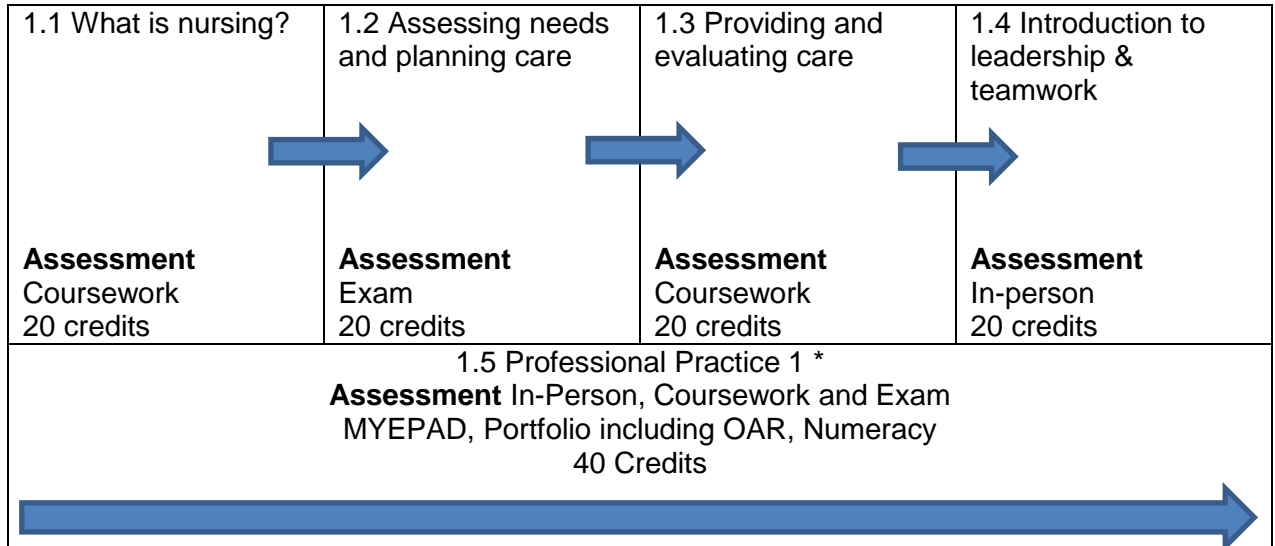 1.1 What is nursing?
Assessment
Coursework
20 credits
1.2 Assessing needs
and planning care
Assessment
Exam
20 credits
1.3 Providing and
evaluating care
Assessment
Coursework
20 credits
1.4 Introduction to
leadership &
teamwork
Assessment
In-person
20 credits
1.5 Professional Practice 1 *
Assessment In-Person, Coursework and Exam
MYEPAD, Portfolio including OAR, Numeracy
40 Credits